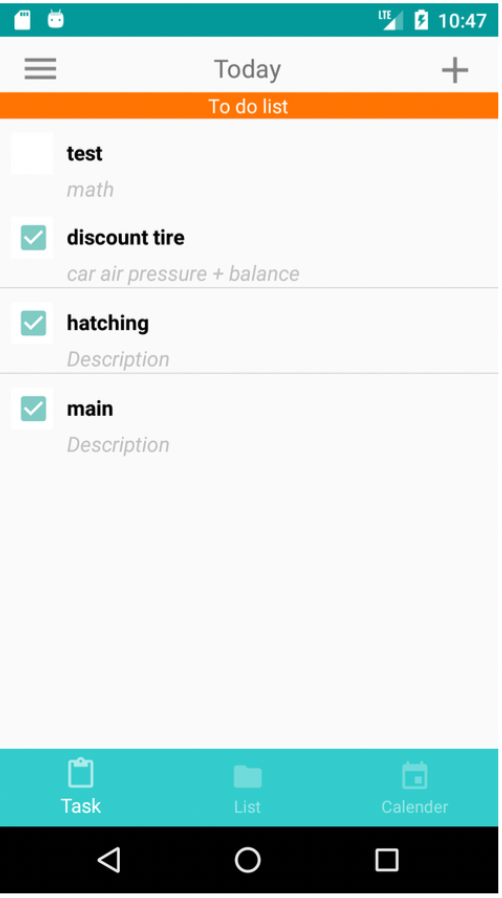 LTE 10:47
Today
To do list
test
math
discount tire
car air pressure + balance
hatching
Description
main
Description
Task List Calender